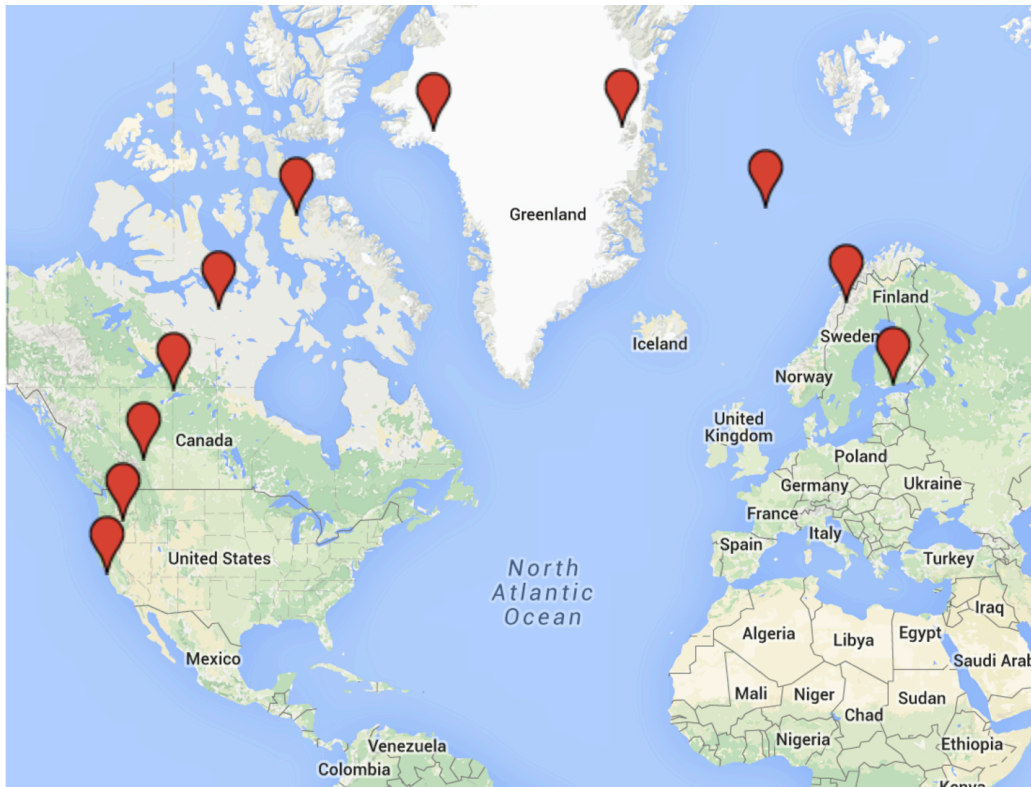 Greenland
Finland
Sweden
Iceland
Norway
United
Kingdom
Canada
Poland
Germany
Ukraine
France
Italy
Spain
United States
Turkey
North
Atlantic
Ocean
Iraq
Algeria
Libya
Egypt
Mexico
Saudi Arab
Mali
Niger
Sudan
Chad
Nigeria
Venezuela
Ethiopia
Colombia
Kenya